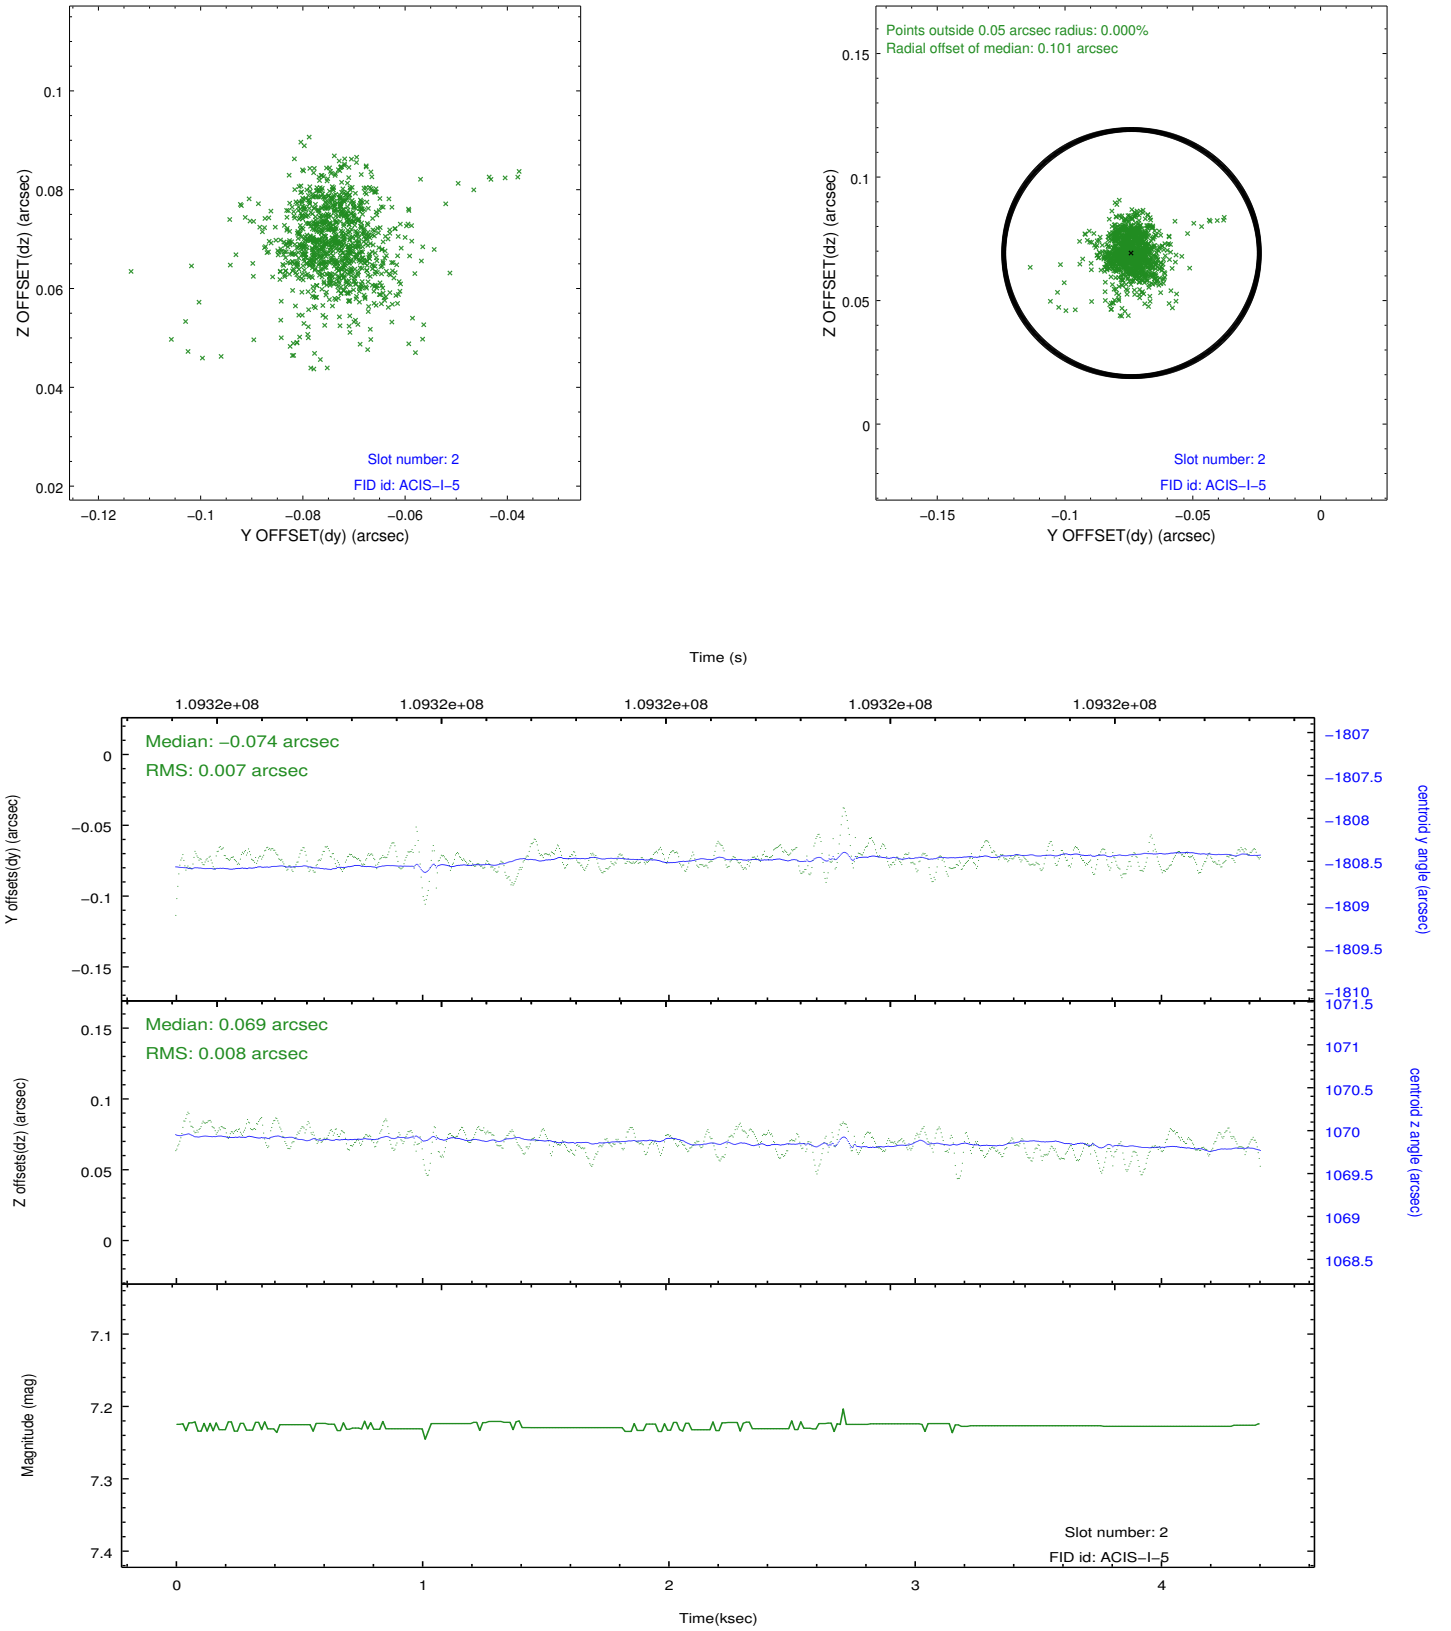 0.1
0.08
0.06
0.04
0.02
Z OFFSET(dz) (arcsec)
Slot number: 2
FID id: ACIS−I−5
−0.12
−0.1
−0.08
−0.06
−0.04
Y OFFSET(dy) (arcsec)
Points outside 0.05 arcsec radius: 0.000%
Radial offset of median: 0.101 arcsec
0.15
0.1
0.05
0
Z OFFSET(dz) (arcsec)
Slot number: 2
FID id: ACIS−I−5
−0.15
−0.1
−0.05
0
Y OFFSET(dy) (arcsec)
Time (s)
1.0932e+08
1.0932e+08
1.0932e+08
1.0932e+08
1.0932e+08
Median: −0.074 arcsec
RMS: 0.007 arcsec
0
−0.05
−0.1
−0.15
Y offsets(dy) (arcsec)
−1807
−1807.5
−1808
−1808.5
−1809
−1809.5
−1810
centroid y angle (arcsec)
Median: 0.069 arcsec
RMS: 0.008 arcsec
0.15
0.1
0.05
0
Z offsets(dz) (arcsec)
1071.5
1071
1070.5
1070
1069.5
1069
1068.5
centroid z angle (arcsec)
7.1
7.2
7.3
7.4
Magnitude (mag)
Slot number: 2
FID id: ACIS−I−5
0
1
2
3
4
Time(ksec)